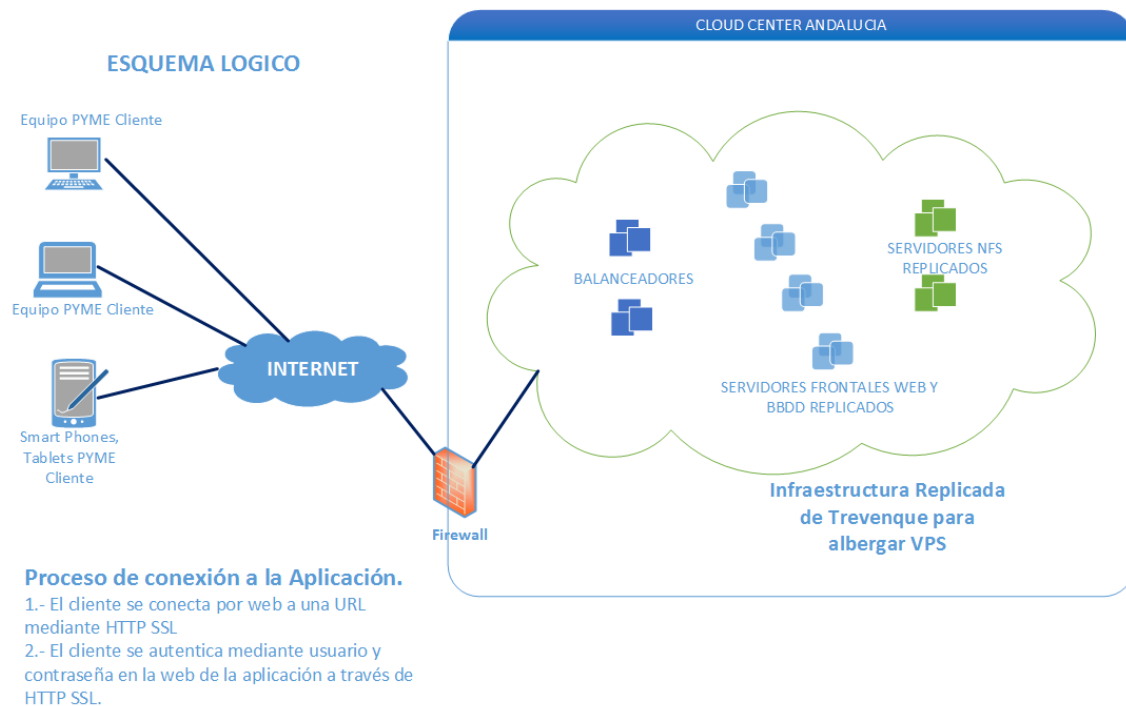 CLOUD CENTER ANDALUCIA
ESQUEMA LOGICO
Equipo PYME Cliente
Equipo PYME Cliente
Smart Phones,
Tablets PYME
Cliente
INTERNET
Firewall
BALANCEADORES
SERVIDORES NFS
REPLICADOS
SERVIDORES FRONTALES WEB Y
BBDD REPLICADOS
Infraestructura Replicada
de Trevenque para
albergar VPS
Proceso de conexión a la Aplicación.
1.- El cliente se conecta por web a una URL
mediante HTTP SSL
2.- El cliente se autentica mediante usuario y
contraseña en la web de la aplicación a través de
HTTP SSL.